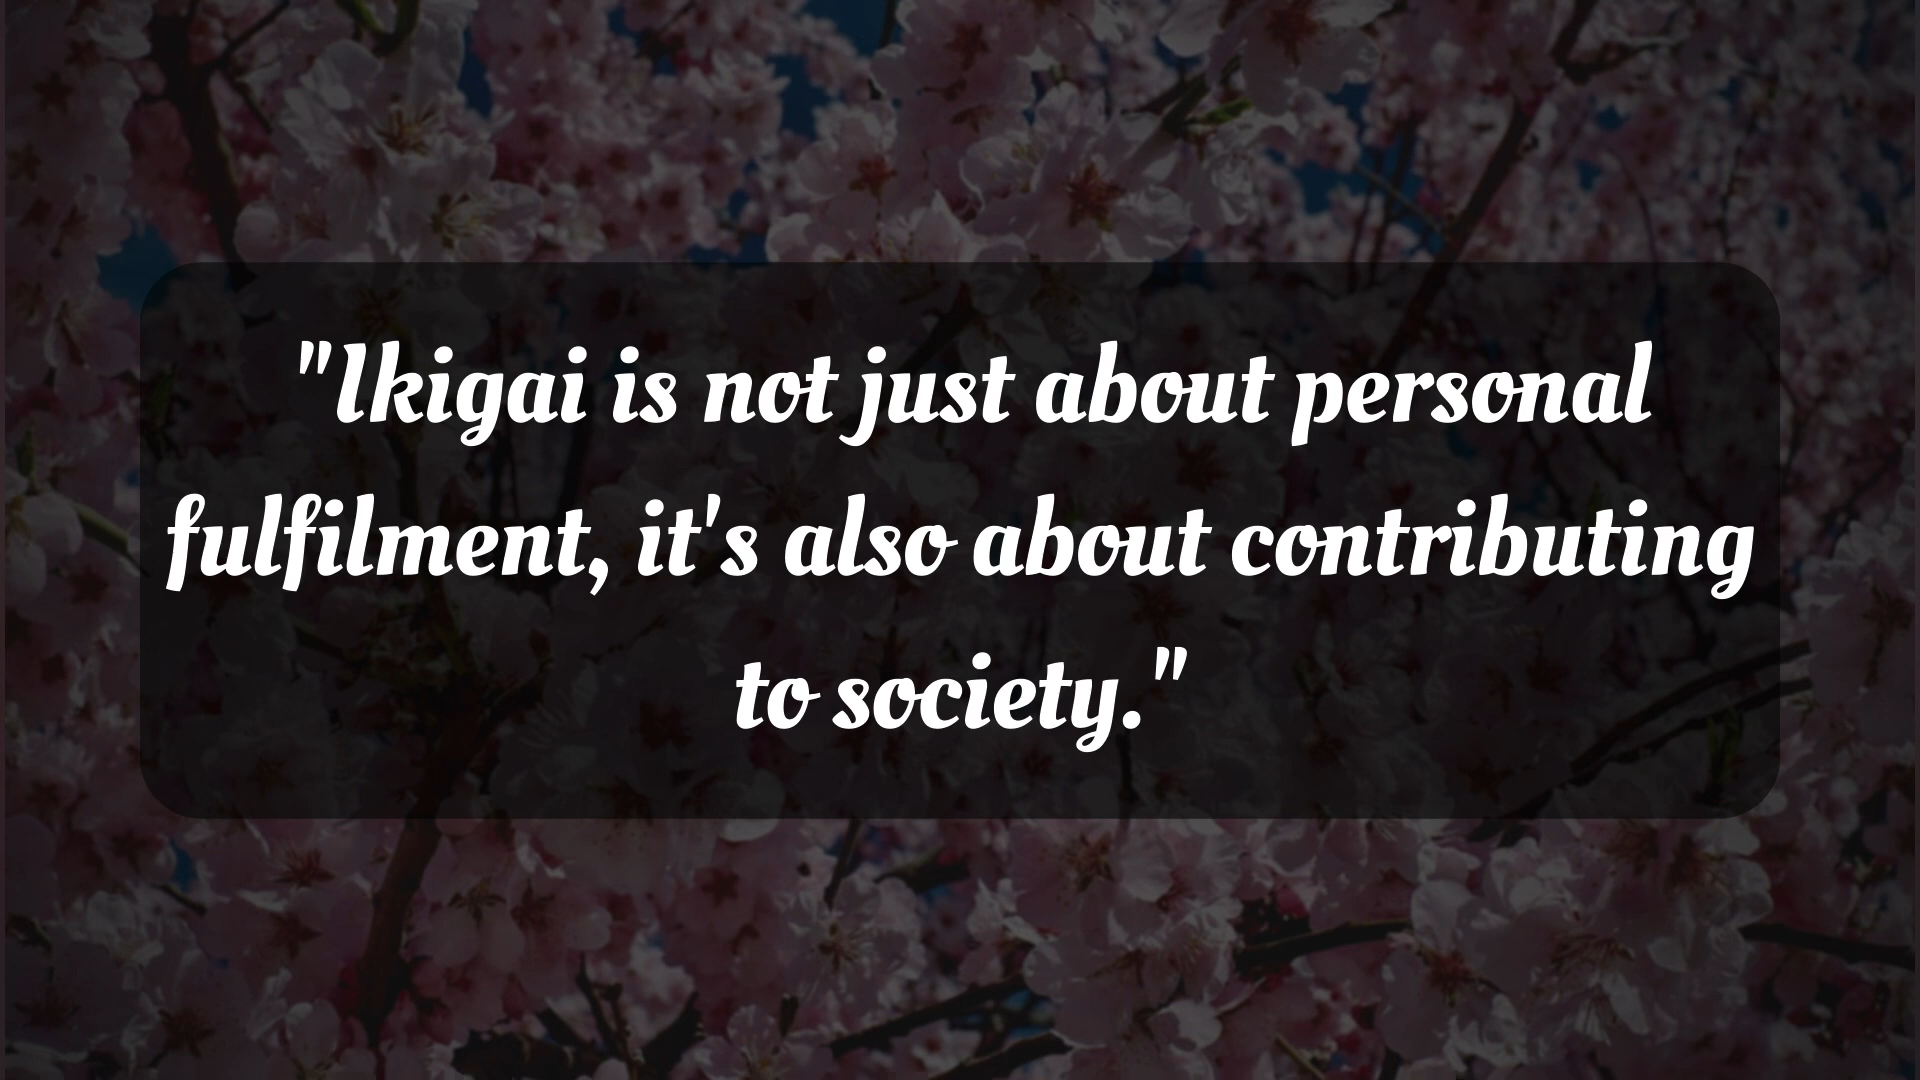 "Ikigai is not just about personal
fulfilment, it's also about contributing
to society."